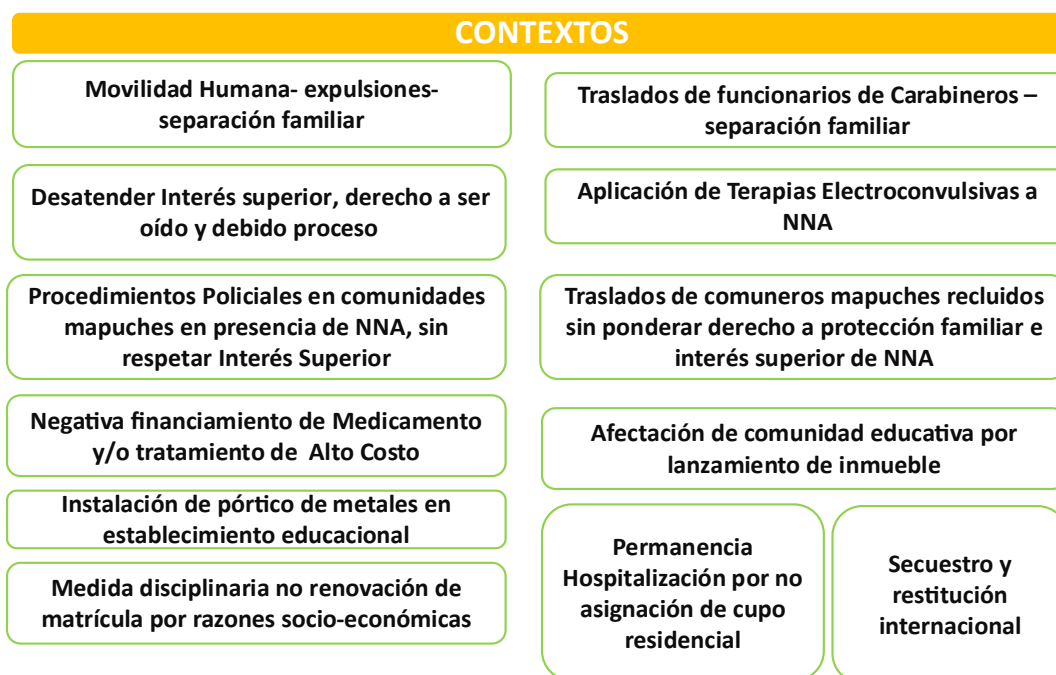 CONTEXTOS
Movilidad Humana- expulsiones-
separación familiar
Desatender Interés superior, derecho a ser
oído y debido proceso
Procedimientos Policiales en comunidades
mapuches en presencia de NNA, sin
respetar Interés Superior
Negativa financiamiento de Medicamento
y/o tratamiento de Alto Costo
Instalación de pórtico de metales en
establecimiento educacional
Medida disciplinaria no renovación de
matrícula por razones socio-económicas
Traslados de funcionarios de Carabineros –
separación familiar
Aplicación de Terapias Electroconvulsivas a
NNA
Traslados de comuneros mapuches recluidos
sin ponderar derecho a protección familiar e
interés superior de NNA
Afectación de comunidad educativa por
lanzamiento de inmueble
Permanencia
Hospitalización por no
asignación de cupo
residencial
Secuestro y
restitución
internacional